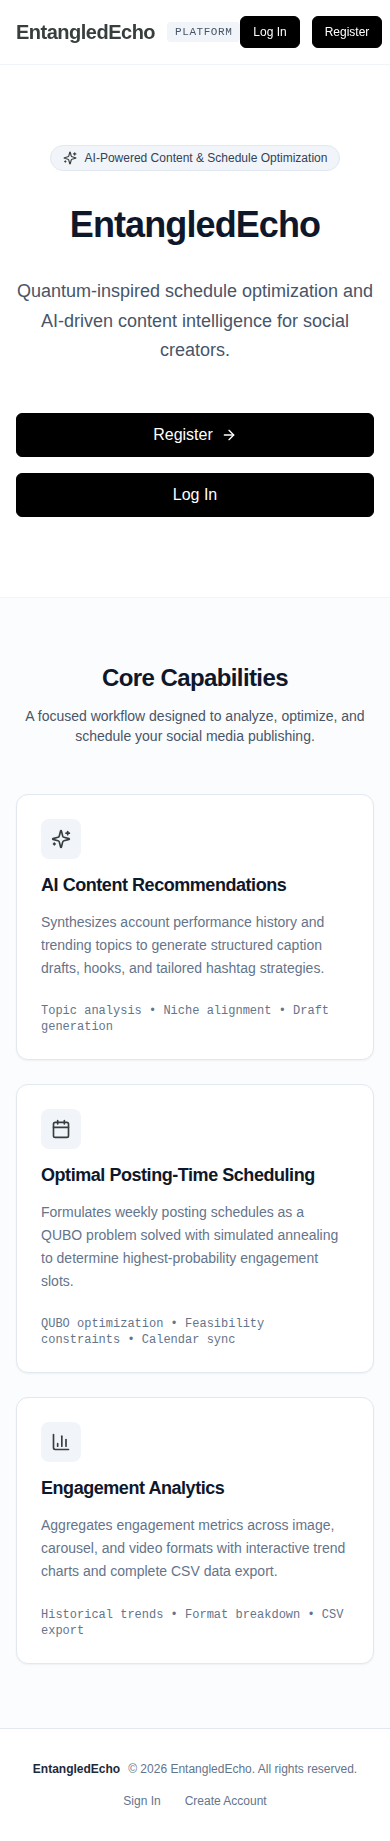 EntangledEcho PLATFORM Log In Register
AI-Powered Content & Schedule Optimization
EntangledEcho
Quantum-inspired schedule optimization and
AI-driven content intelligence for social
creators.
Register
Log In
Core Capabilities
A focused workflow designed to analyze, optimize, and
schedule your social media publishing.
AI Content Recommendations
Synthesizes account performance history and
trending topics to generate structured caption
drafts, hooks, and tailored hashtag strategies.
Topic analysis • Niche alignment • Draft
generation
Optimal Posting-Time Scheduling
Formulates weekly posting schedules as a
QUBO problem solved with simulated annealing
to determine highest-probability engagement
slots.
QUBO optimization • Feasibility
constraints • Calendar sync
Engagement Analytics
Aggregates engagement metrics across image,
carousel, and video formats with interactive trend
charts and complete CSV data export.
Historical trends • Format breakdown • CSV
export
EntangledEcho © 2026 EntangledEcho. All rights reserved.
Sign In Create Account